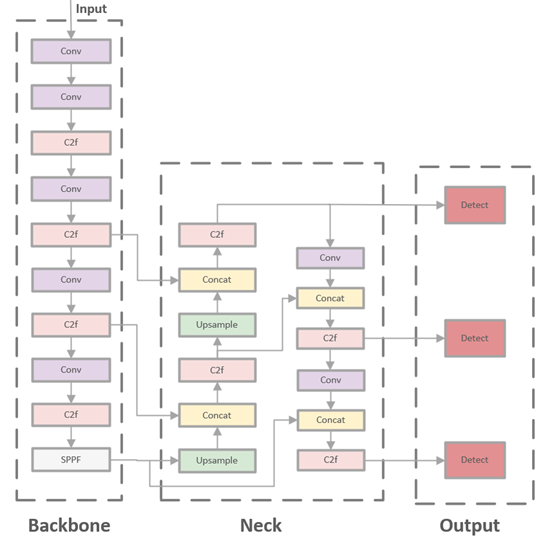 Input
Conv
Conv
C2f
Conv
C2f
Conv
C2f
Conv
C2f
SPPF
Backbone
C2f
Concat
Upsample
C2f
Concat
Upsample
Conv
Concat
C2f
Conv
Concat
C2f
Neck
Detect
Detect
Detect
Output